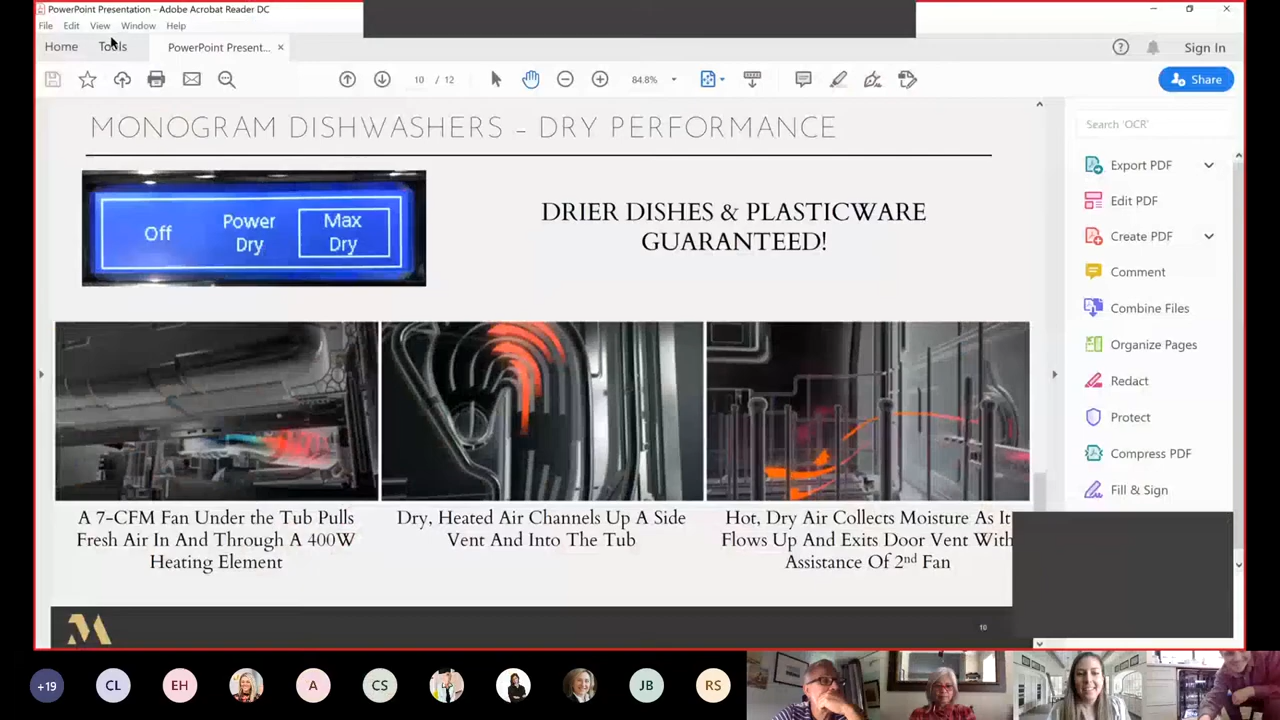 PowerPoint Presentation - Adobe Acrobat Reader DC
File Edit View Window Help
Home Tools PowerPoint Present... ×
Sign In
10 / 12 84.8%
Share
MONOGRAM DISHWASHERS – DRY PERFORMANCE
Off
Power
Dry
Max
Dry
DRIER DISHES & PLASTICWARE
GUARANTEED!
A 7-CFM Fan Under the Tub Pulls
Fresh Air In And Through A 400W
Heating Element
Dry, Heated Air Channels Up A Side
Vent And Into The Tub
Hot, Dry Air Collects Moisture As It
Flows Up And Exits Door Vent With
Assistance Of 2nd Fan
10
Search 'OCR'
Export PDF
Edit PDF
Create PDF
Comment
Combine Files
Organize Pages
Redact
Protect
Compress PDF
Fill & Sign
+19 CL EH A CS JB RS